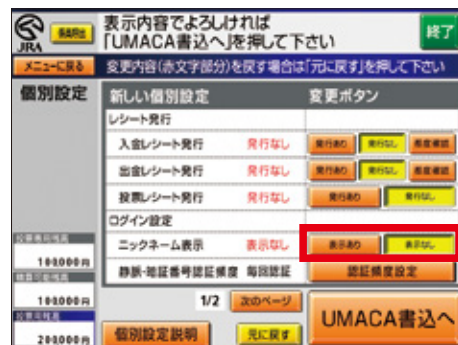 JRA
表示内容でよろしければ
「UMACA書込へ」を押して下さい
終了
メニューに戻る
変更内容(赤文字部分)を戻す場合は「元に戻す」を押して下さい
個別設定
新しい個別設定 変更ボタン
レシート発行
入金レシート発行 発行なし 発行あり 発行なし 都度確認
出金レシート発行 発行なし 発行あり 発行なし 都度確認
投票レシート発行 発行なし 発行あり 発行なし
ログイン設定
ニックネーム表示 表示なし 表示あり 表示なし
静脈・暗証番号認証頻度 毎回認証 認証頻度設定
100,000円
100,000円
200,000円
1/2 次のページ
個別設定説明 元に戻す
UMACA書込へ